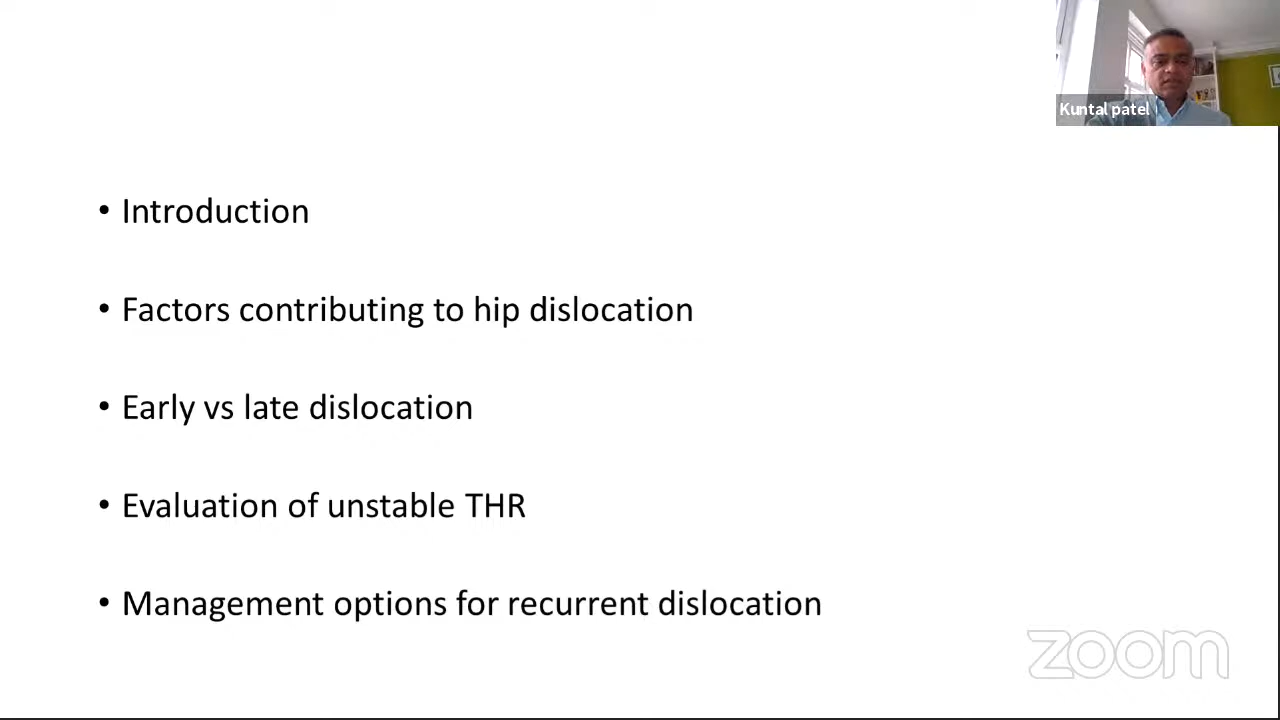 Kuntal patel
• Introduction
• Factors contributing to hip dislocation
• Early vs late dislocation
• Evaluation of unstable THR
• Management options for recurrent dislocation
zoom